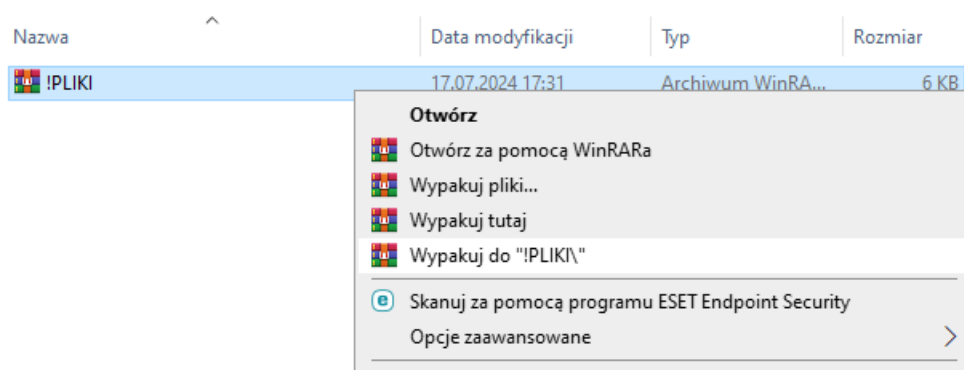 Nazwa Data modyfikacji Typ Rozmiar
!PLIKI 17.07.2024 17:31 Archiwum WinRA... 6 KB
Otwórz
Otwórz za pomocą WinRARa
Wypakuj pliki...
Wypakuj tutaj
Wypakuj do "!PLIKI\"
Skanuj za pomocą programu ESET Endpoint Security
Opcje zaawansowane